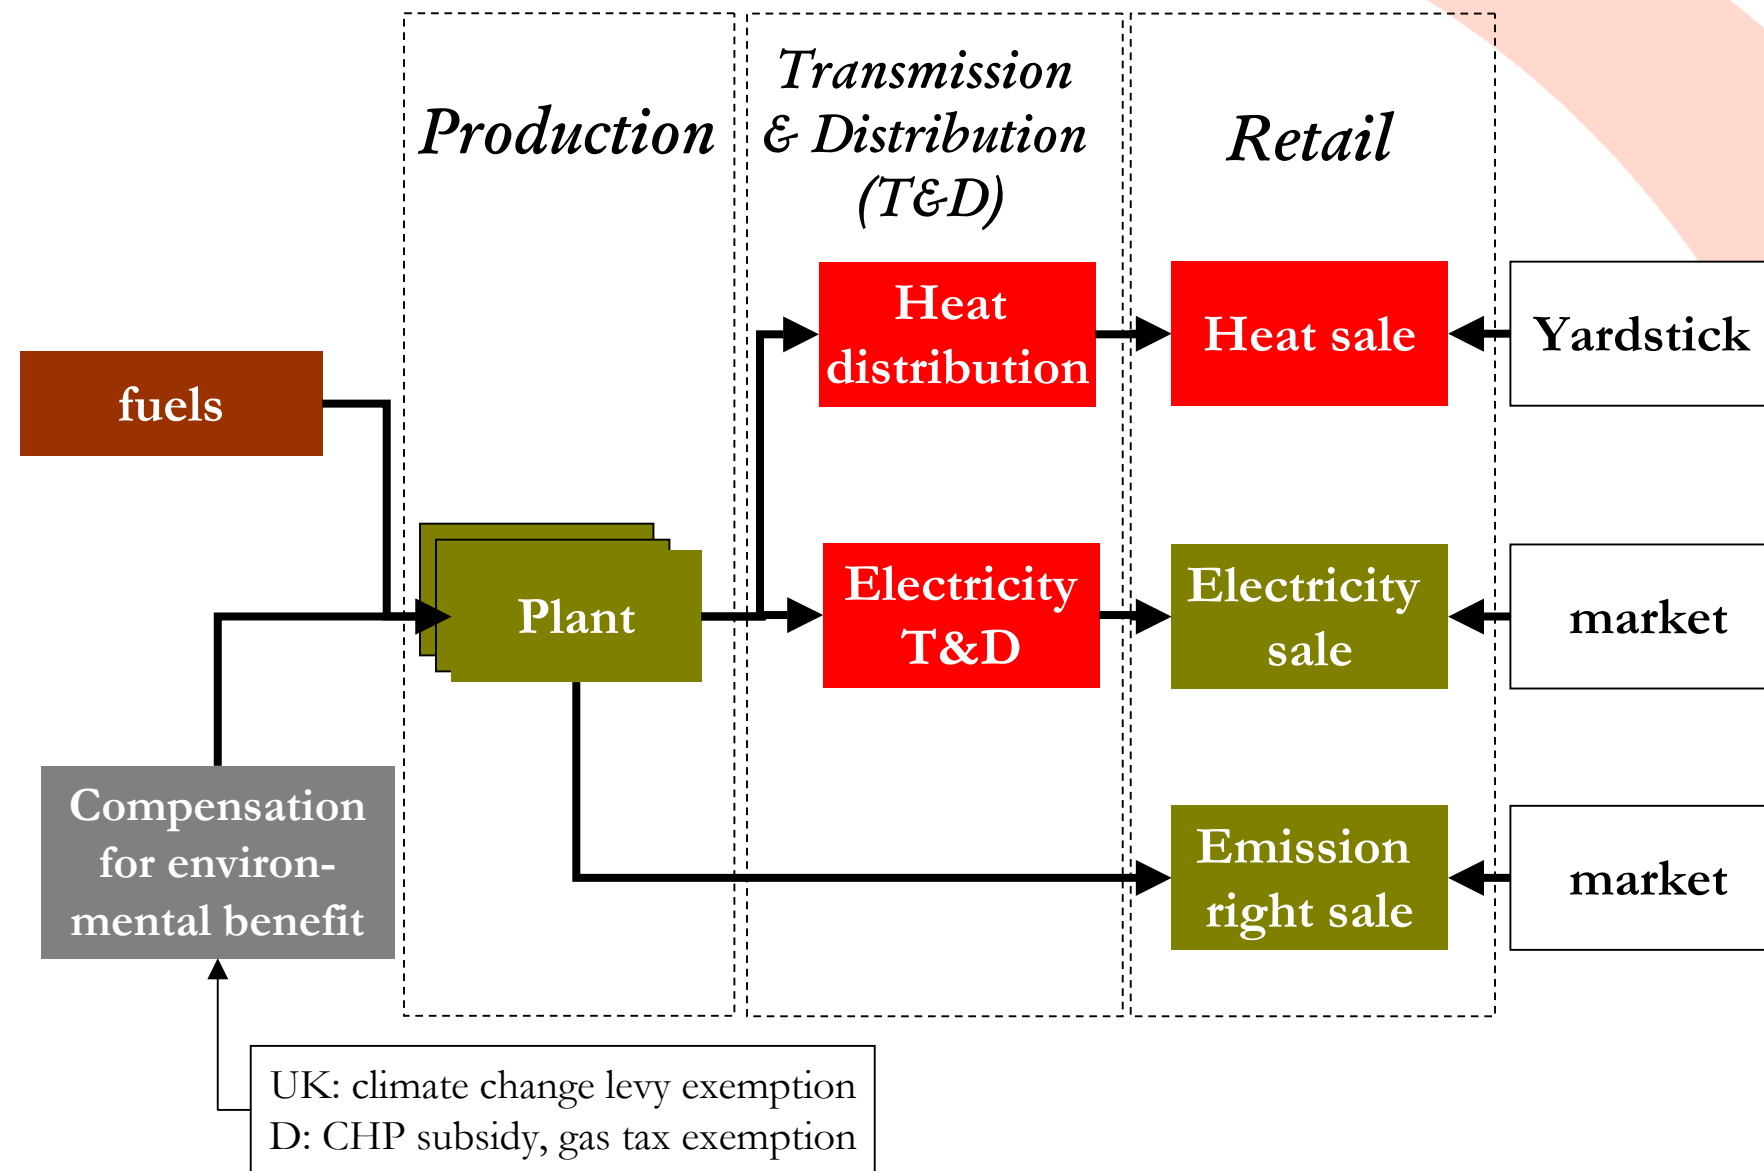 Production
Transmission
& Distribution
(T&D)
Retail
Heat
distribution
Heat sale
Yardstick
fuels
Plant
Electricity
T&D
Electricity
sale
market
Compensation
for environ-
mental benefit
Emission
right sale
market
UK: climate change levy exemption
D: CHP subsidy, gas tax exemption